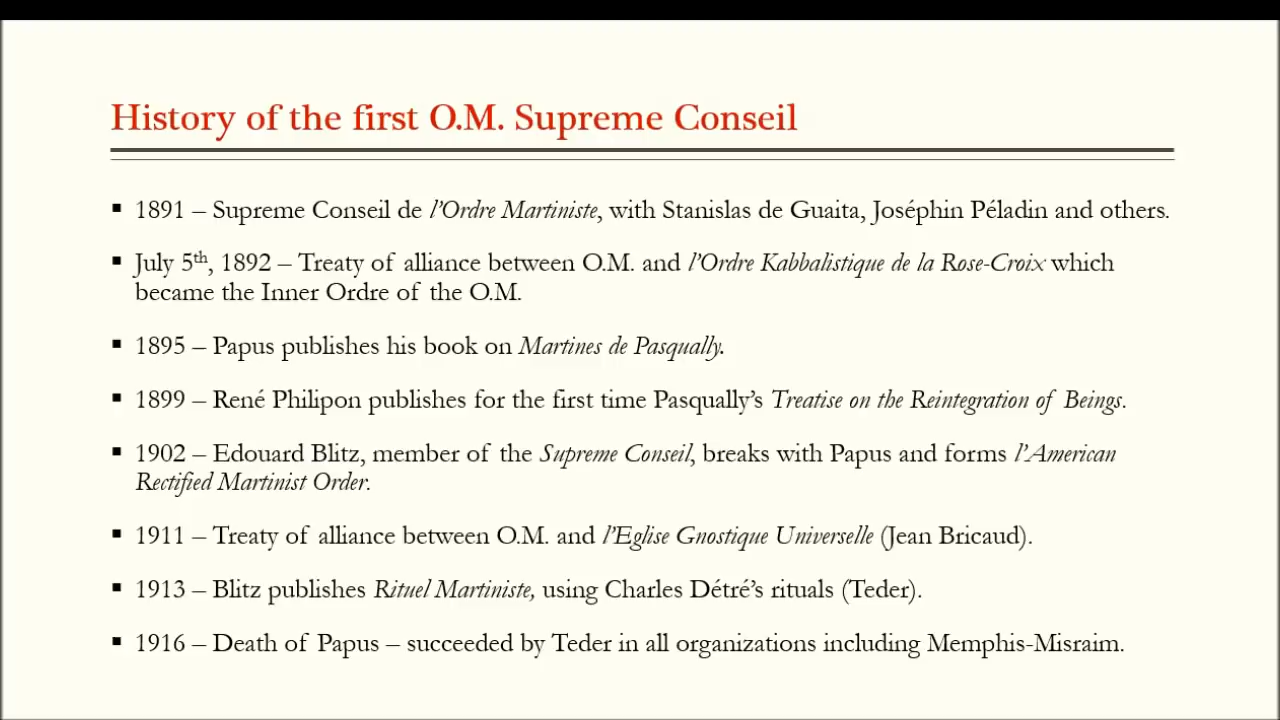 History of the first O.M. Supreme Conseil
▪ 1891 – Supreme Conseil de l’Ordre Martiniste, with Stanislas de Guaita, Joséphin Péladin and others.
▪ July 5th, 1892 – Treaty of alliance between O.M. and l’Ordre Kabbalistique de la Rose-Croix which
became the Inner Ordre of the O.M.
▪ 1895 – Papus publishes his book on Martines de Pasqually.
▪ 1899 – René Philipon publishes for the first time Pasqually’s Treatise on the Reintegration of Beings.
▪ 1902 – Edouard Blitz, member of the Supreme Conseil, breaks with Papus and forms l’American
Rectified Martinist Order.
▪ 1911 – Treaty of alliance between O.M. and l’Eglise Gnostique Universelle (Jean Bricaud).
▪ 1913 – Blitz publishes Rituel Martiniste, using Charles Détré’s rituals (Teder).
▪ 1916 – Death of Papus – succeeded by Teder in all organizations including Memphis-Misraim.